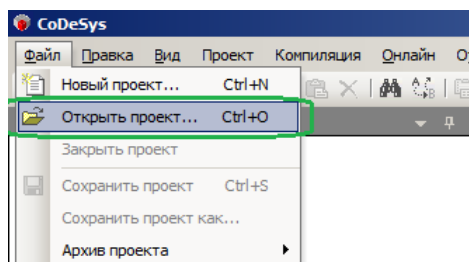 CoDeSys
Файл Правка Вид Проект Компиляция Онлайн
Новый проект... Ctrl+N
Открыть проект... Ctrl+O
Закрыть проект
Сохранить проект Ctrl+S
Сохранить проект как...
Архив проекта